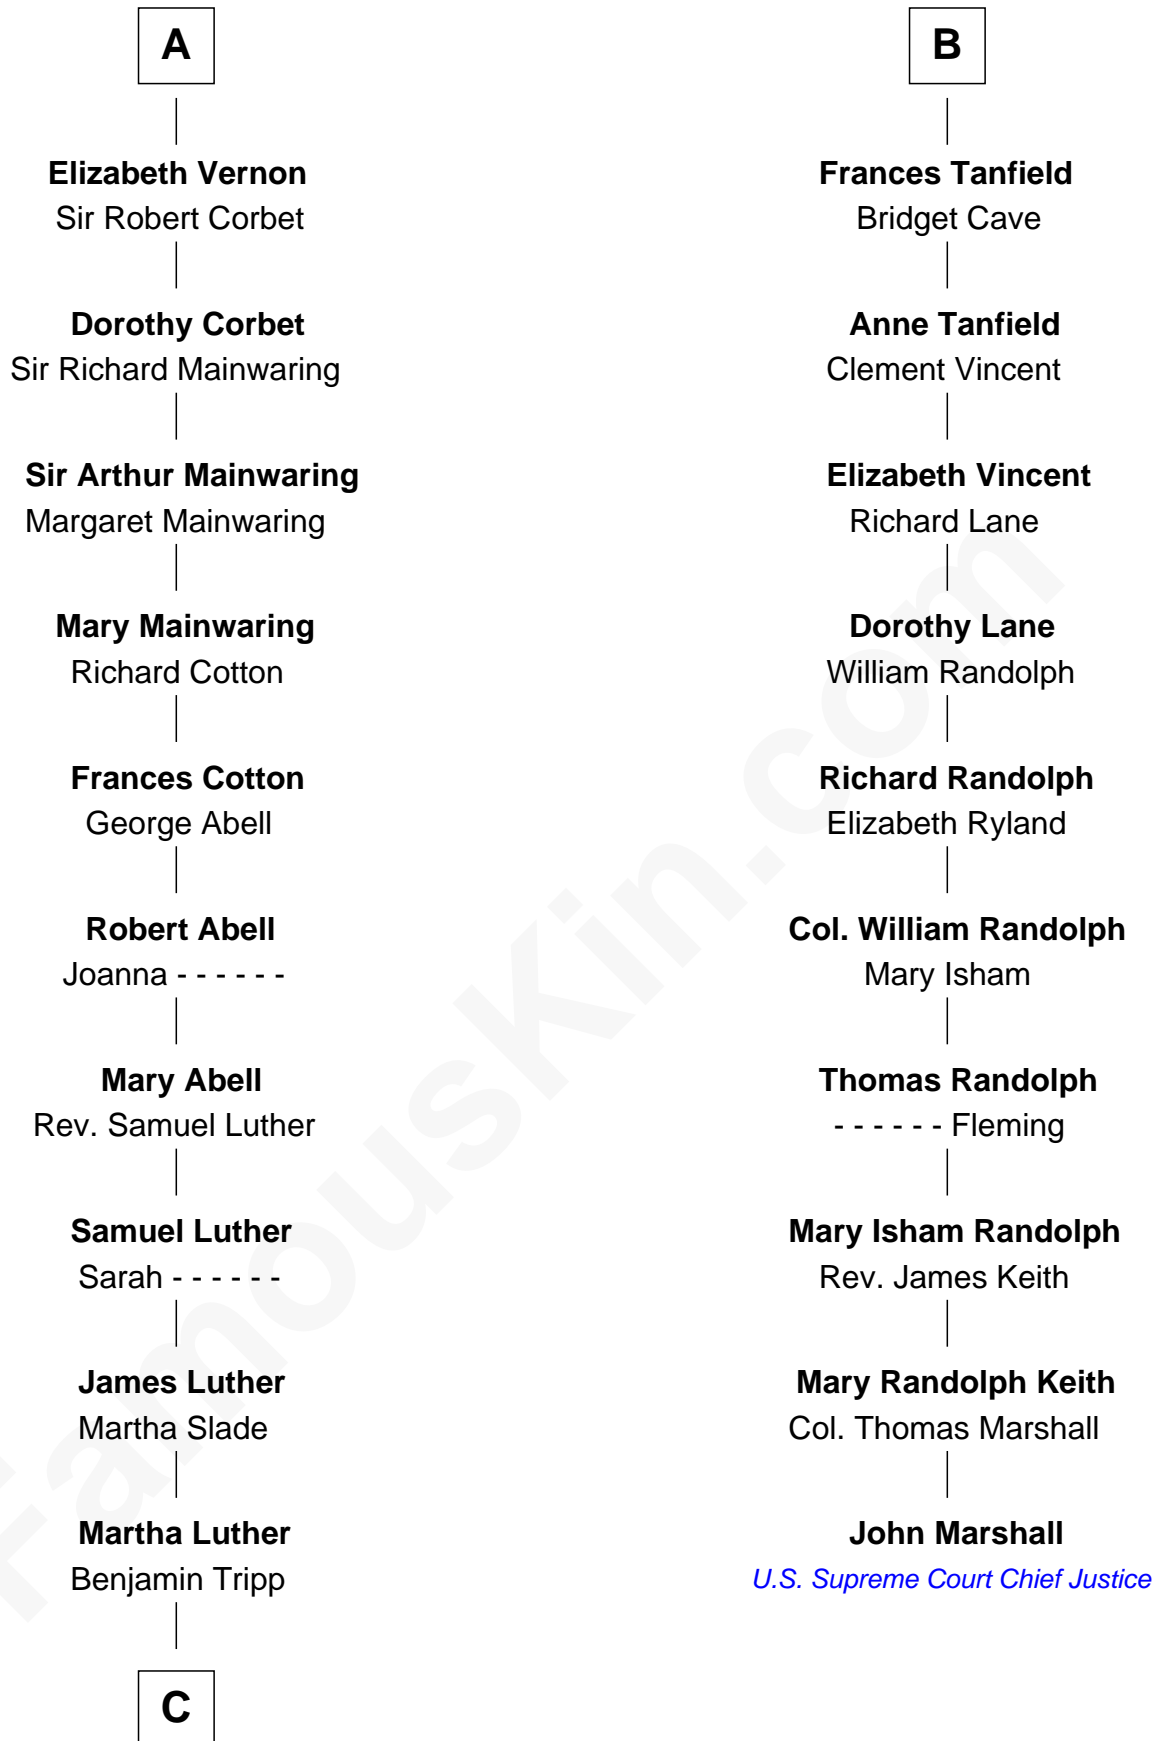 A
Elizabeth Vernon
Sir Robert Corbet
Dorothy Corbet
Sir Richard Mainwaring
Sir Arthur Mainwaring
Margaret Mainwaring
Mary Mainwaring
Richard Cotton
Frances Cotton
George Abell
Robert Abell
Joanna - - - - - -
Mary Abell
Rev. Samuel Luther
Samuel Luther
Sarah - - - - - -
James Luther
Martha Slade
Martha Luther
Benjamin Tripp
C
B
Frances Tanfield
Bridget Cave
Anne Tanfield
Clement Vincent
Elizabeth Vincent
Richard Lane
Dorothy Lane
William Randolph
Richard Randolph
Elizabeth Ryland
Col. William Randolph
Mary Isham
Thomas Randolph
- - - - - - Fleming
Mary Isham Randolph
Rev. James Keith
Mary Randolph Keith
Col. Thomas Marshall
John Marshall
U.S. Supreme Court Chief Justice
FamousKin.com